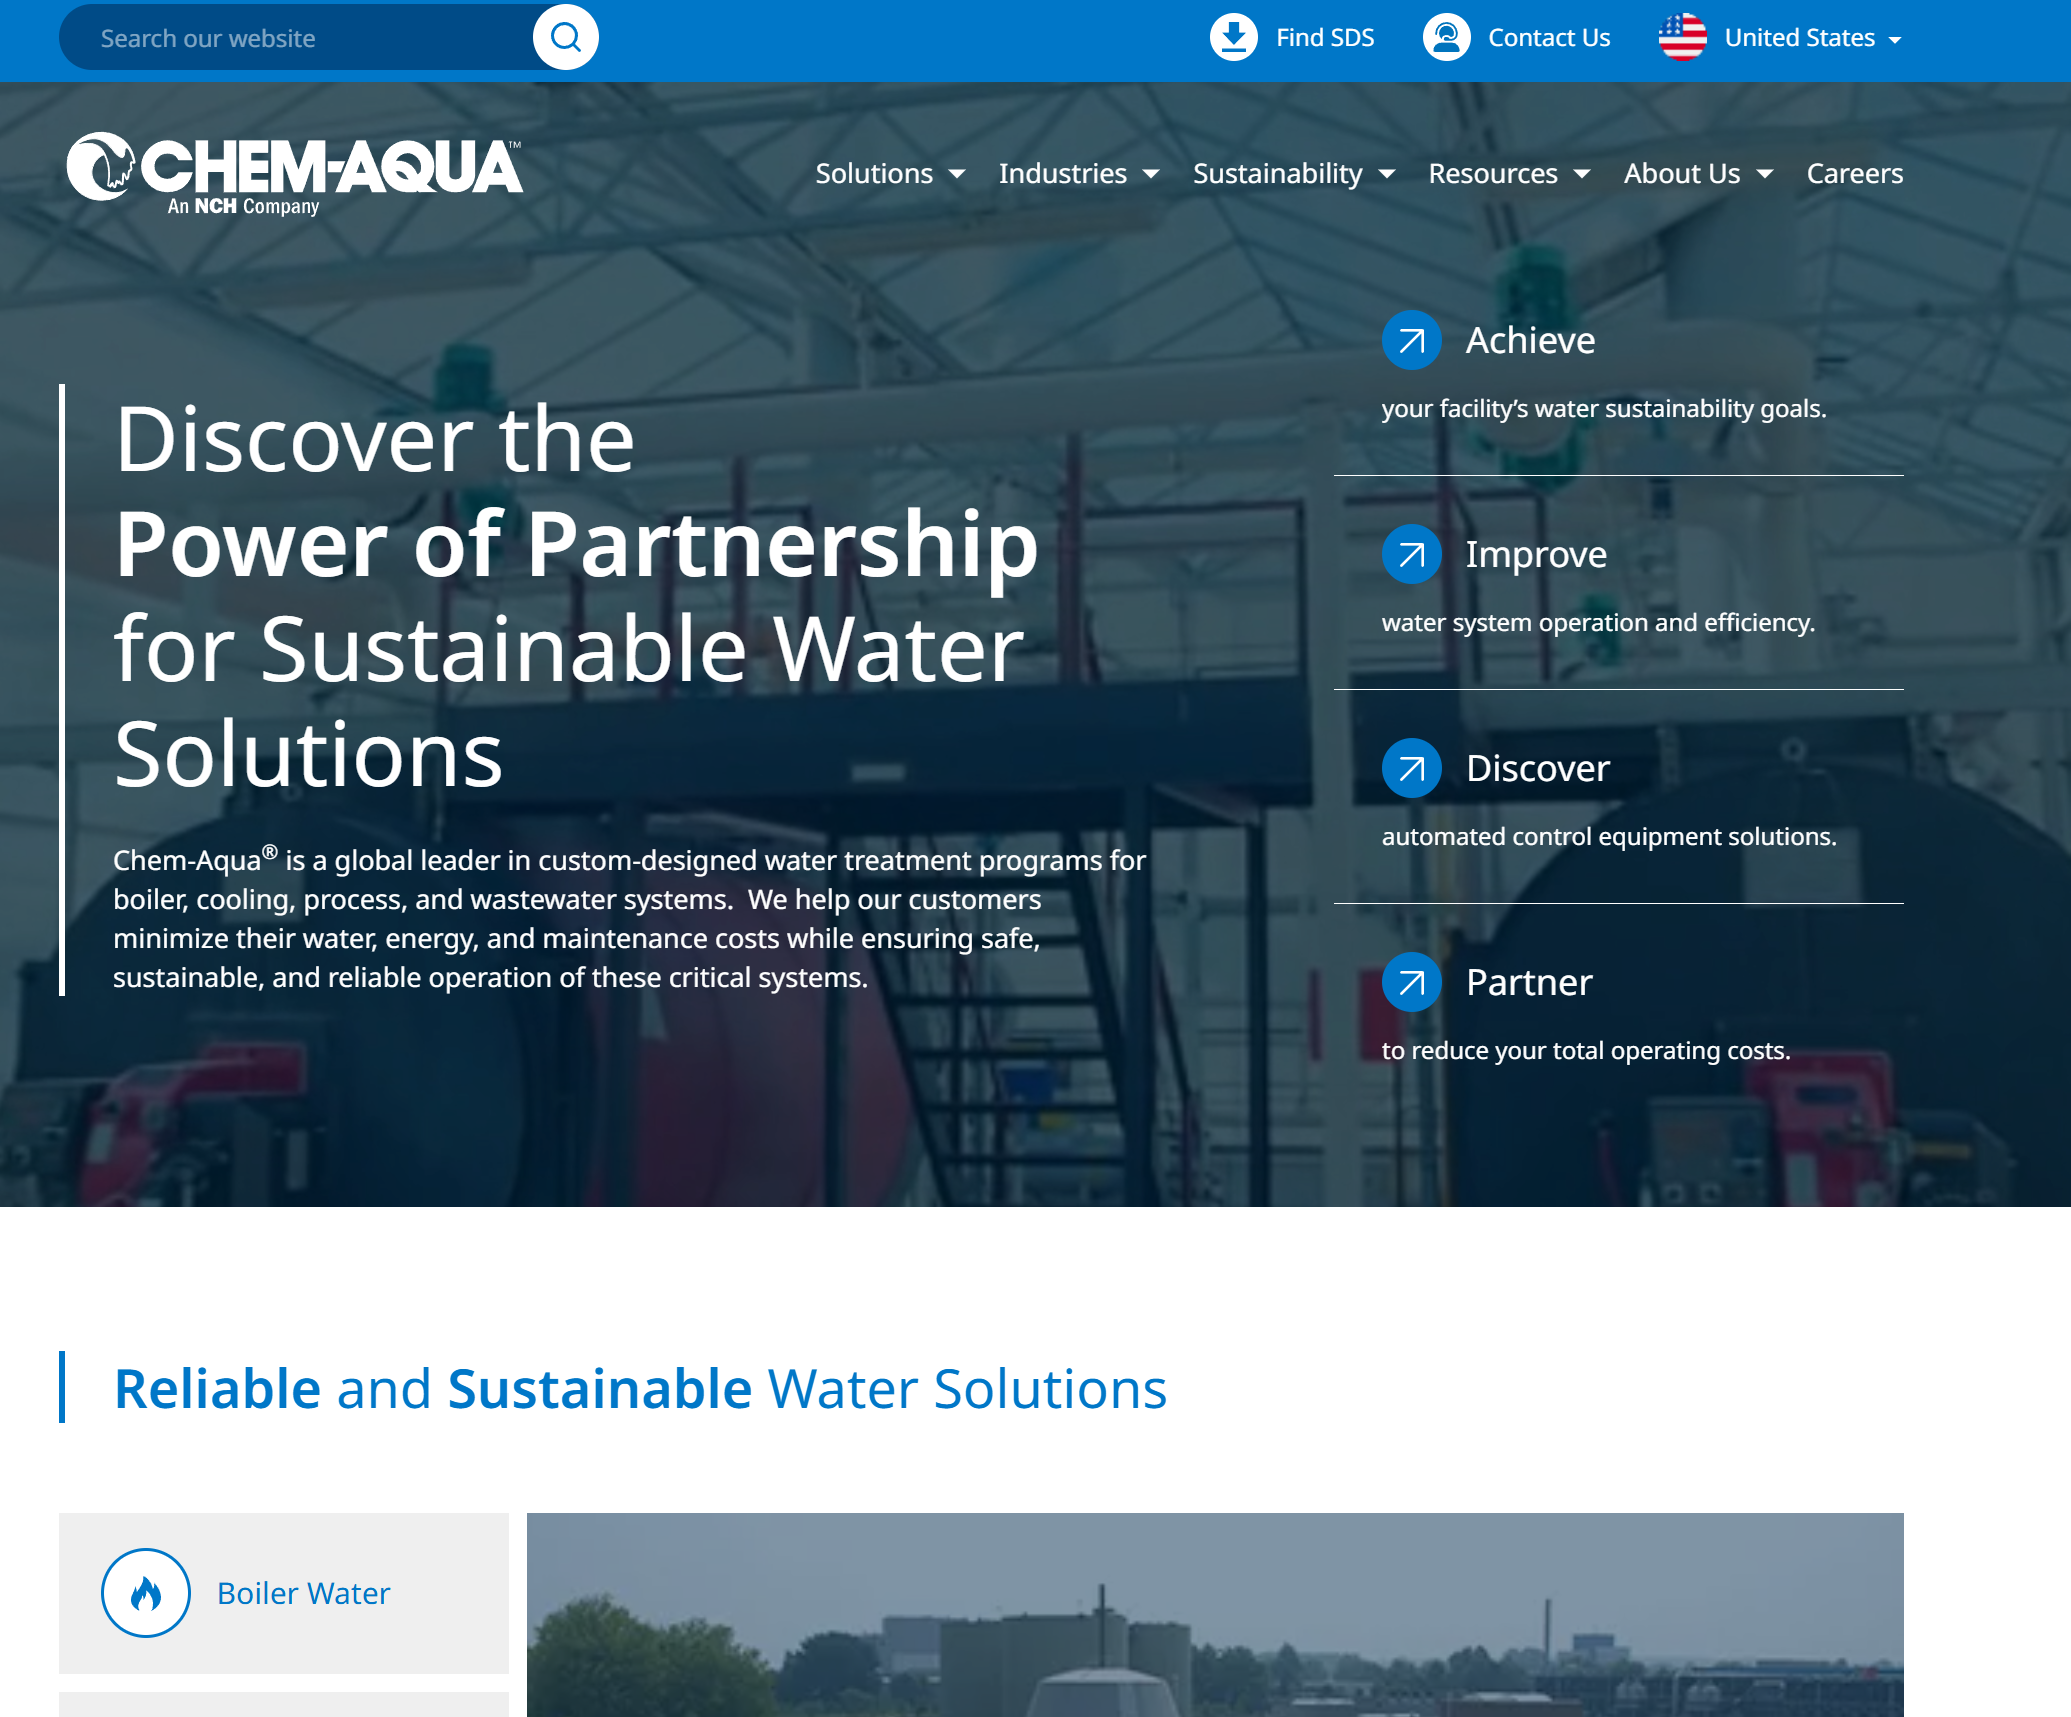 Search our website
Find SDS
Contact Us
United States
CHEM-AQUA™
An NCH Company
Solutions
Industries
Sustainability
Resources
About Us
Careers
Discover the
Power of Partnership
for Sustainable Water
Solutions
Chem-Aqua® is a global leader in custom-designed water treatment programs for
boiler, cooling, process, and wastewater systems.  We help our customers
minimize their water, energy, and maintenance costs while ensuring safe,
sustainable, and reliable operation of these critical systems.
Achieve
your facility’s water sustainability goals.
Improve
water system operation and efficiency.
Discover
automated control equipment solutions.
Partner
to reduce your total operating costs.
Reliable and Sustainable Water Solutions
Boiler Water